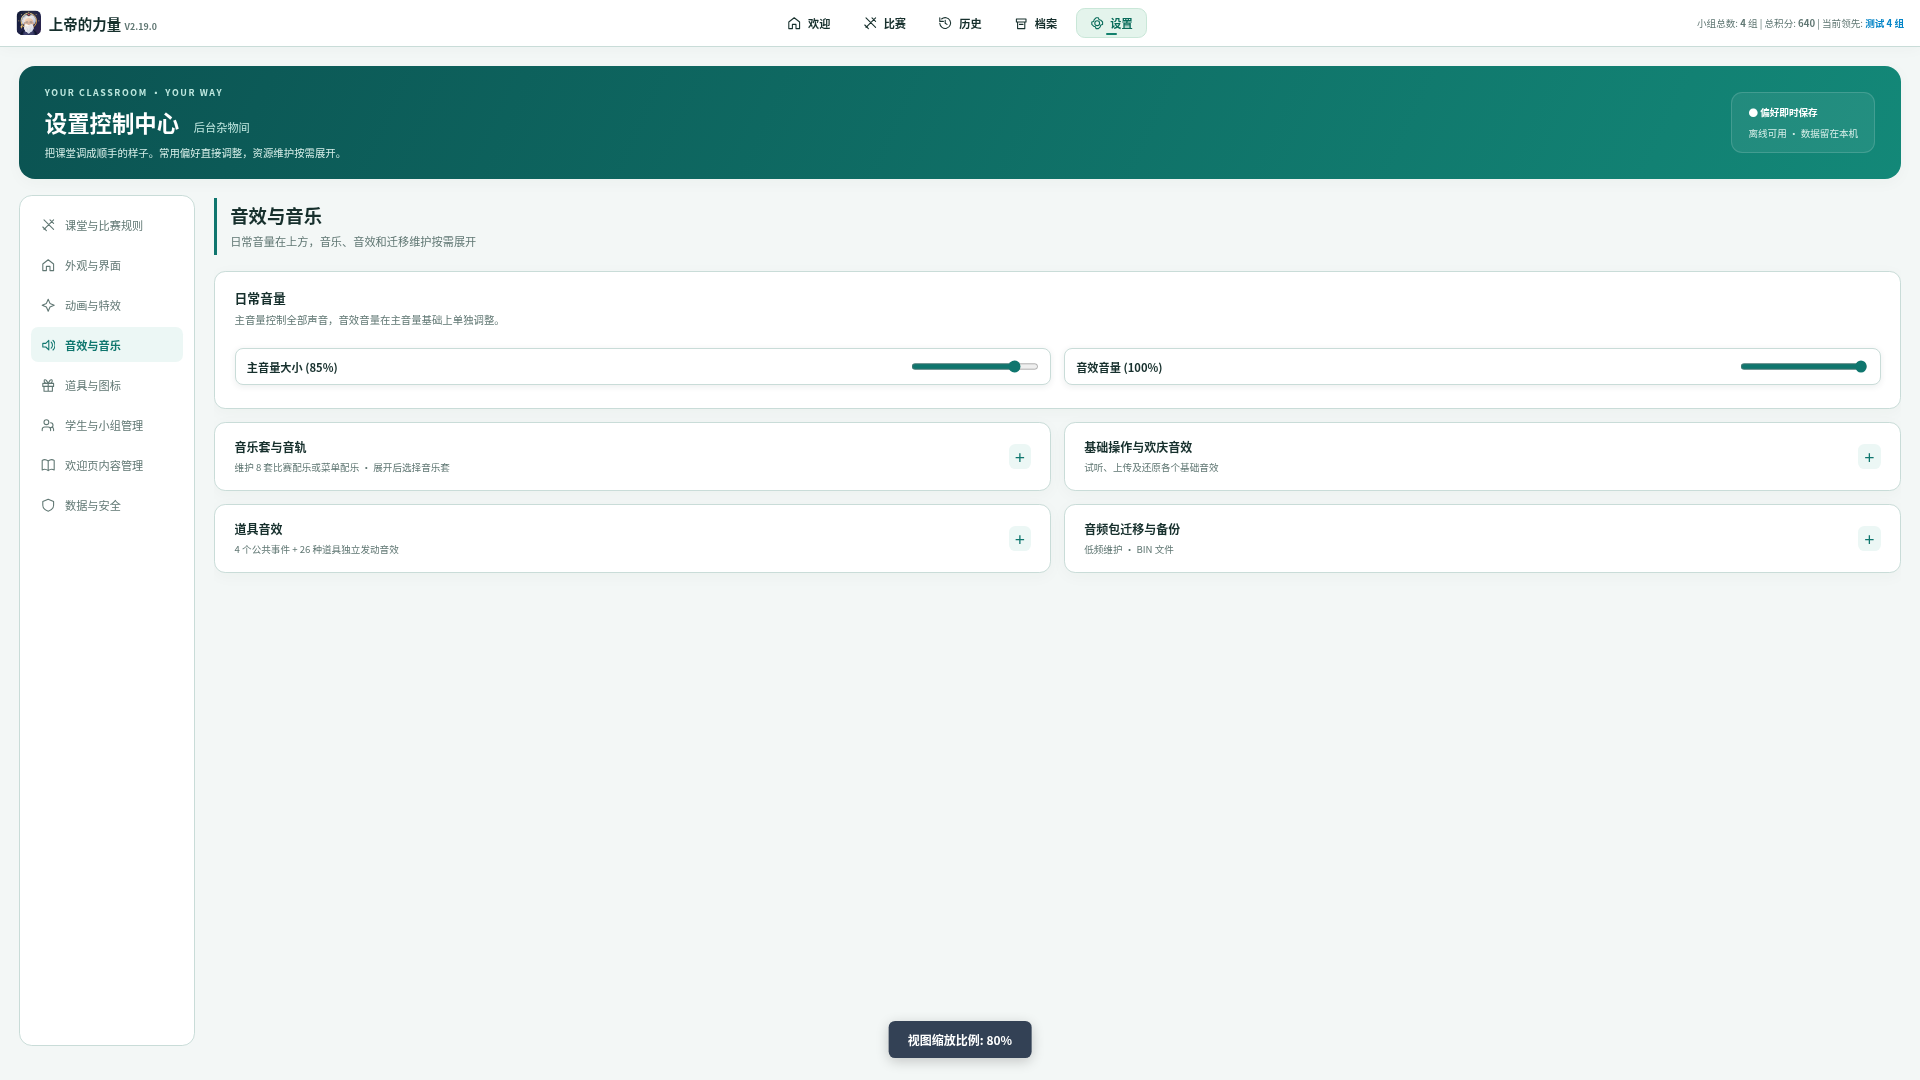 上帝的力量 V2.19.0
欢迎
比赛
历史
档案
设置
小组总数: 4 组 | 总积分: 640 | 当前领先: 测试 4 组
YOUR CLASSROOM • YOUR WAY
设置控制中心 后台杂物间
把课堂调成顺手的样子。常用偏好直接调整，资源维护按需展开。
偏好即时保存
离线可用 • 数据留在本机
课堂与比赛规则
外观与界面
动画与特效
音效与音乐
道具与图标
学生与小组管理
欢迎页内容管理
数据与安全
音效与音乐
日常音量在上方，音乐、音效和迁移维护按需展开
日常音量
主音量控制全部声音，音效音量在主音量基础上单独调整。
主音量大小 (85%)
音效音量 (100%)
音乐套与音轨
维护 8 套比赛配乐或菜单配乐 • 展开后选择音乐套
+
基础操作与欢庆音效
试听、上传及还原各个基础音效
+
道具音效
4 个公共事件 + 26 种道具独立发动音效
+
音频包迁移与备份
低频维护 • BIN 文件
+
视图缩放比例: 80%